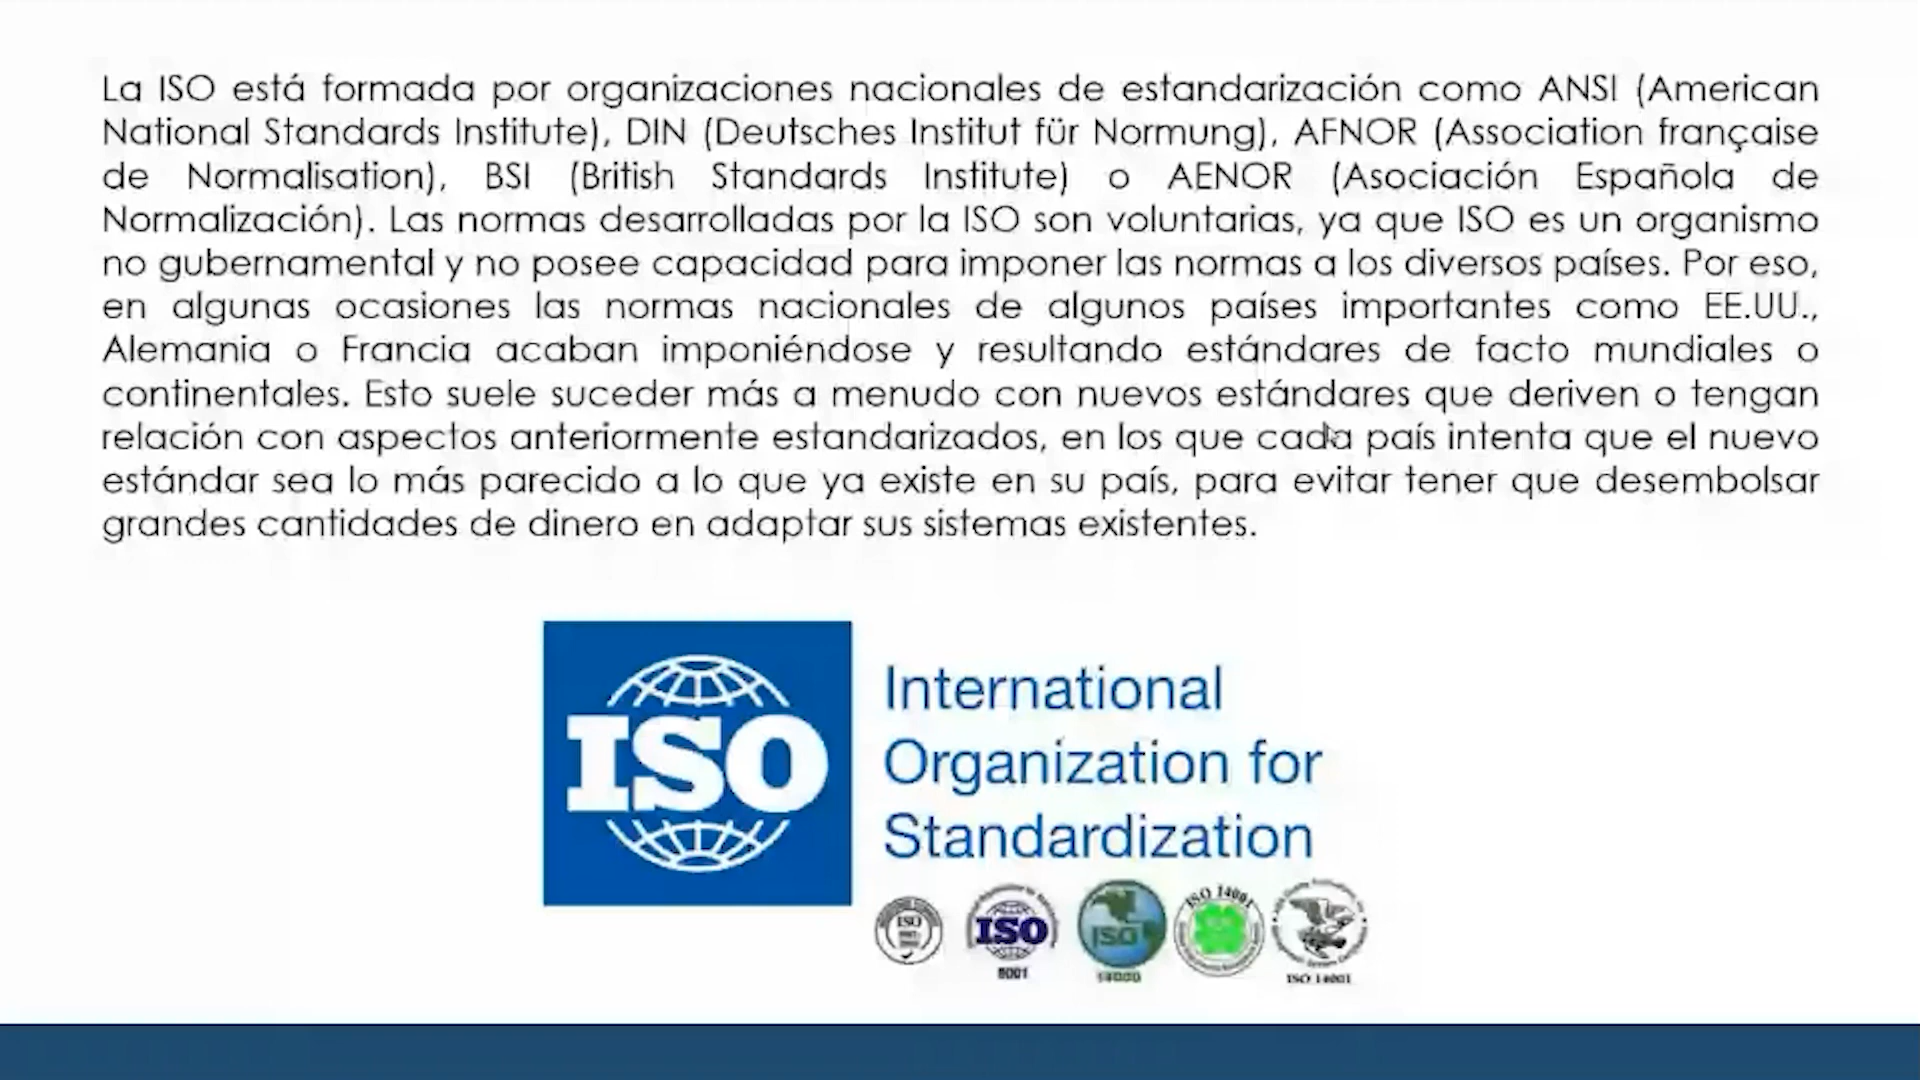 La ISO está formada por organizaciones nacionales de estandarización como ANSI (American
National Standards Institute), DIN (Deutsches Institut für Normung), AFNOR (Association française
de Normalisation), BSI (British Standards Institute) o AENOR (Asociación Española de
Normalización). Las normas desarrolladas por la ISO son voluntarias, ya que ISO es un organismo
no gubernamental y no posee capacidad para imponer las normas a los diversos países. Por eso,
en algunas ocasiones las normas nacionales de algunos países importantes como EE.UU.,
Alemania o Francia acaban imponiéndose y resultando estándares de facto mundiales o
continentales. Esto suele suceder más a menudo con nuevos estándares que deriven o tengan
relación con aspectos anteriormente estandarizados, en los que cada país intenta que el nuevo
estándar sea lo más parecido a lo que ya existe en su país, para evitar tener que desembolsar
grandes cantidades de dinero en adaptar sus sistemas existentes.
ISO
International
Organization for
Standardization
ISO
ISO
9001
ISO
14000
ISO 14001
ISO 14001